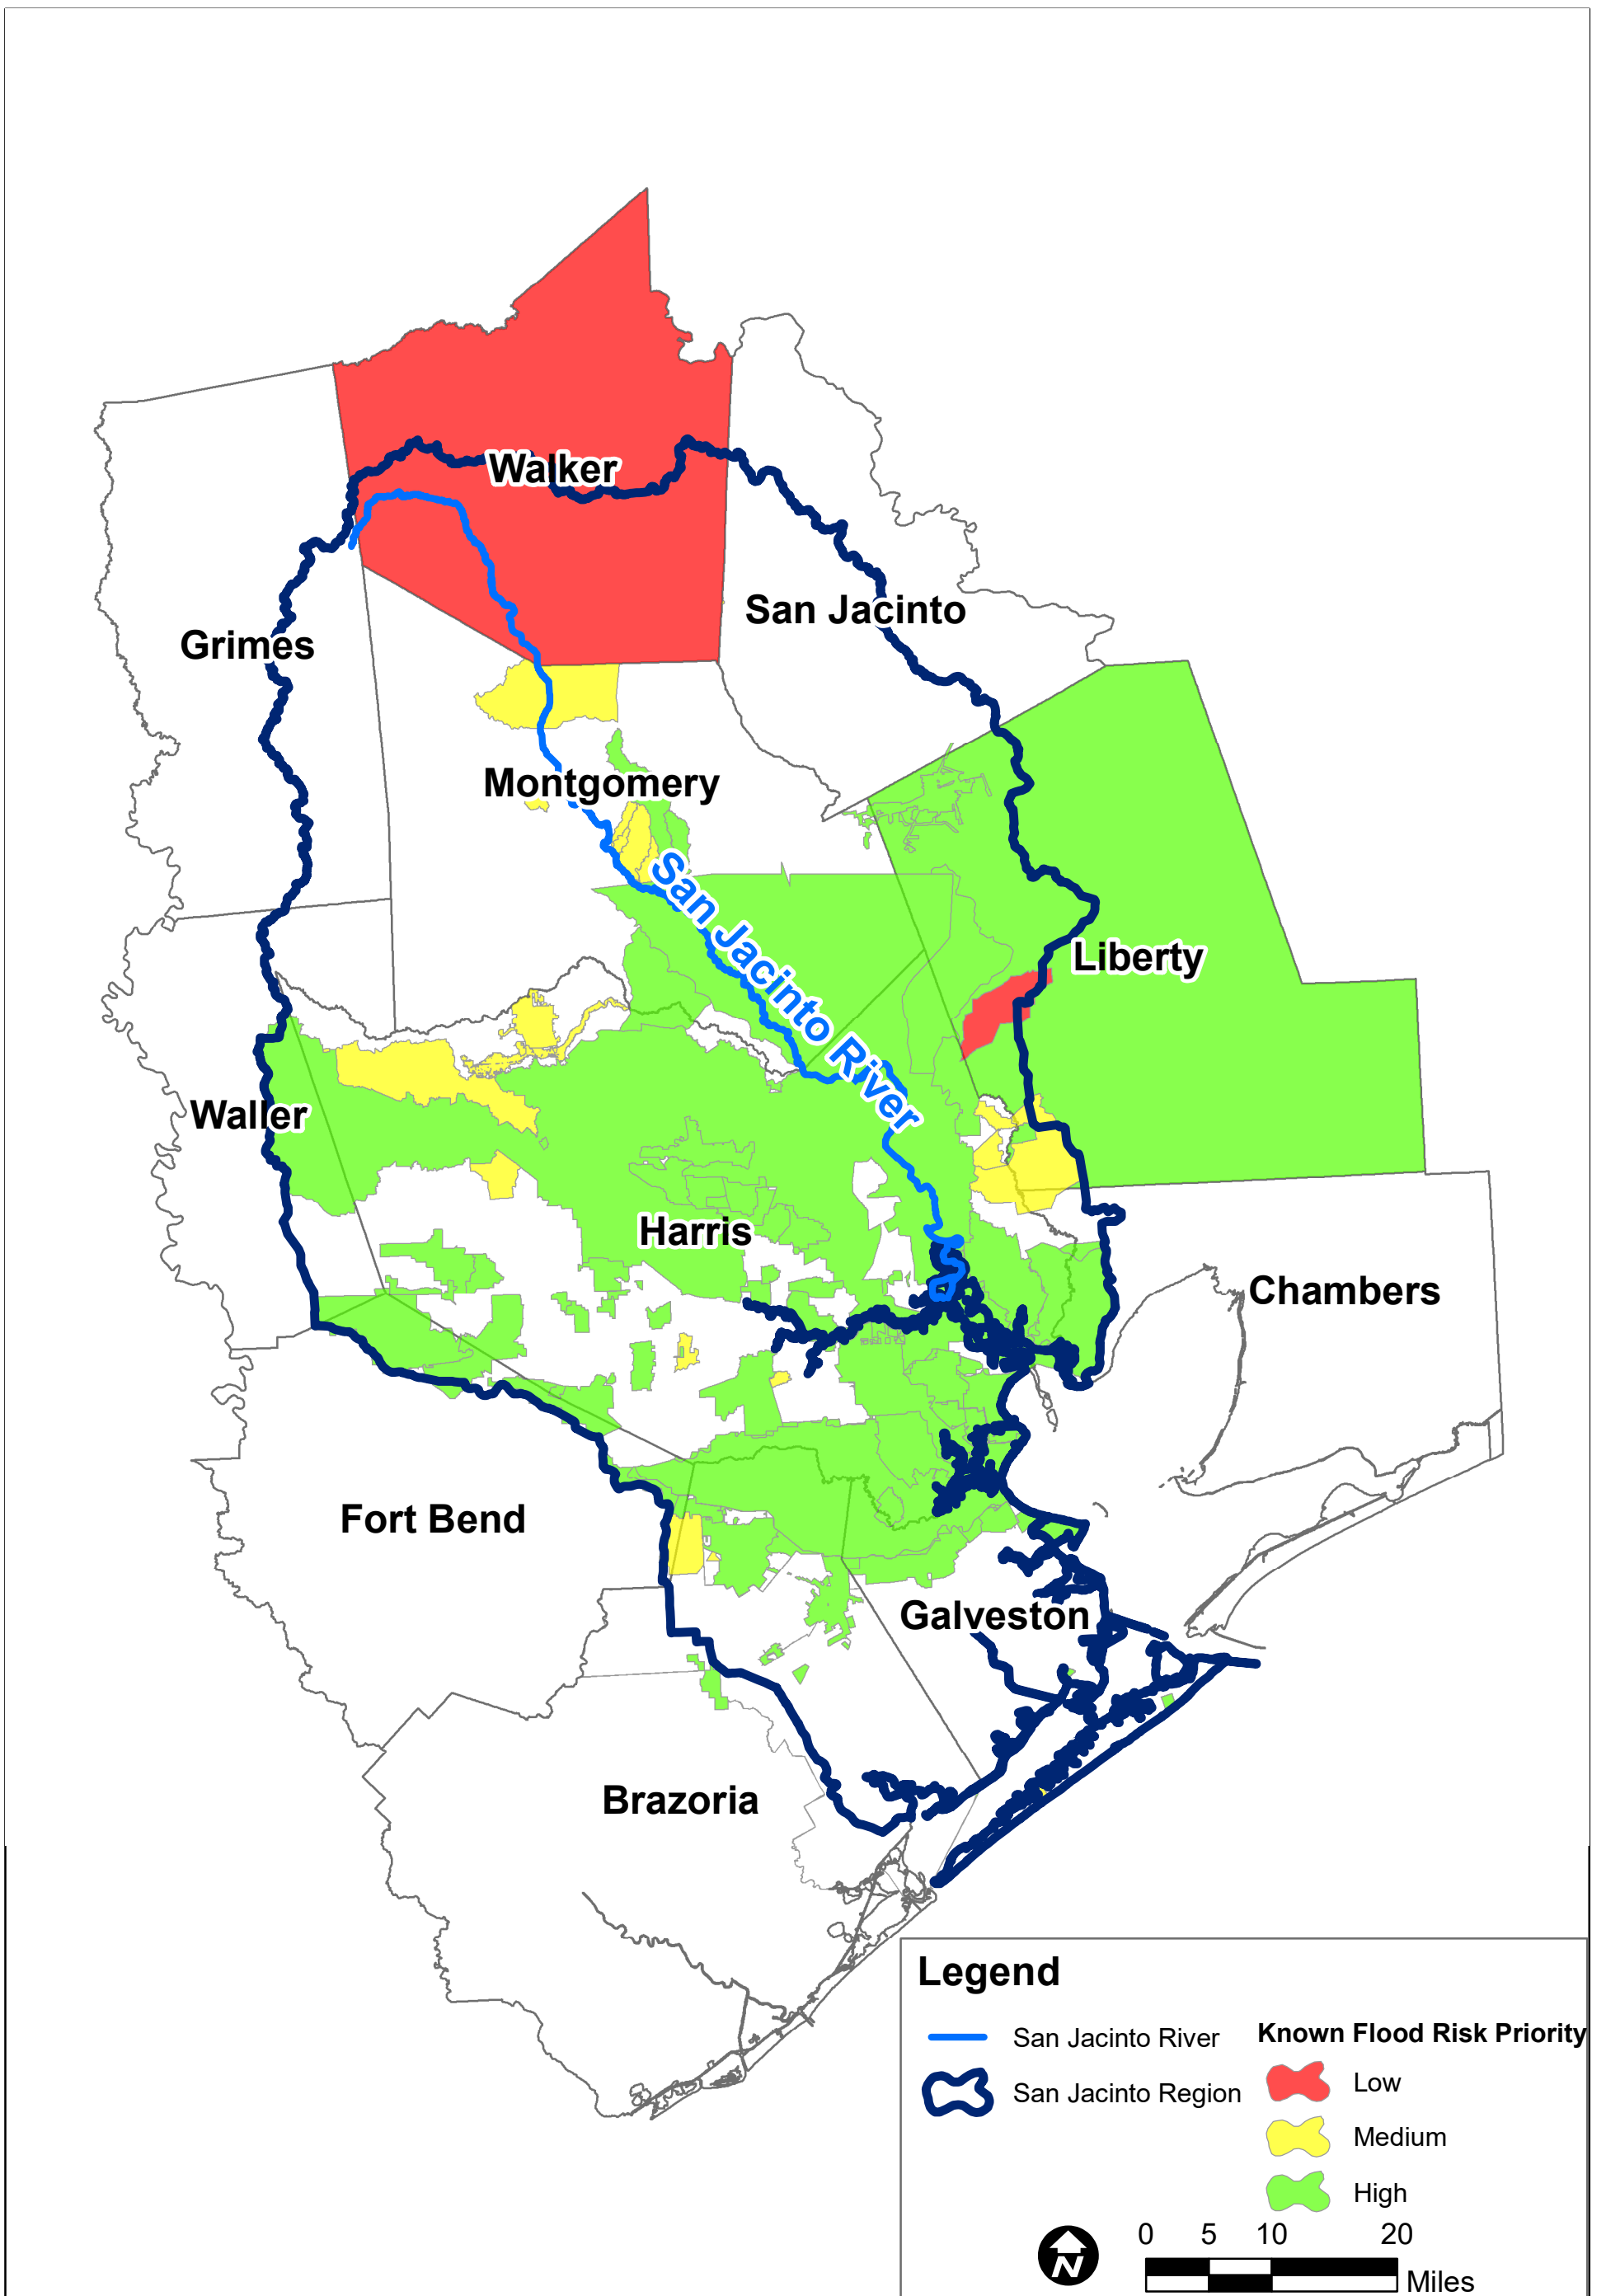 Walker
San Jacinto
Grimes
Montgomery
San Jacinto River
Liberty
Waller
Harris
Chambers
Fort Bend
Galveston
Brazoria
Legend
San Jacinto River
San Jacinto Region
Known Flood Risk Priority
Low
Medium
High
N
0 5 10 20
Miles